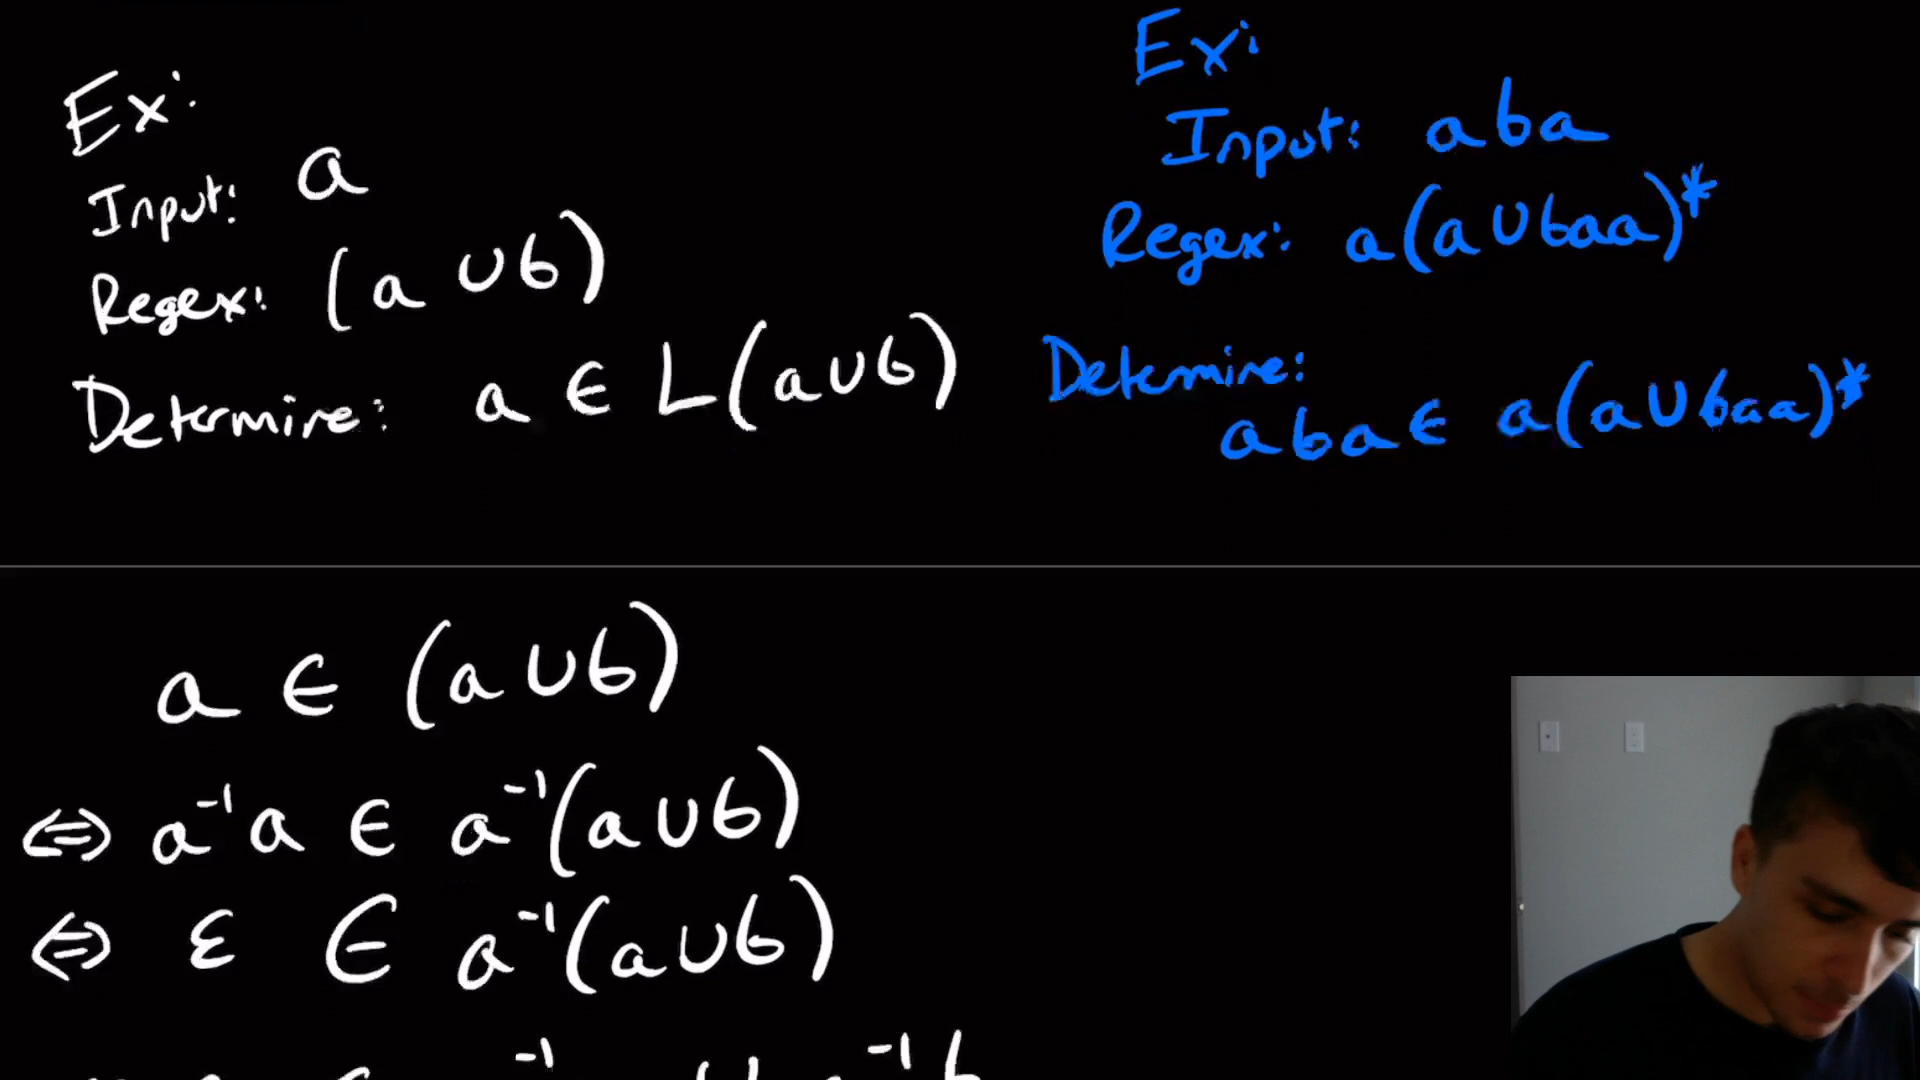 Ex:
Input: a
Regex: (a ∪ b)
Determine: a ∈ L(a∪b)
Ex:
Input: aba
Regex: a(a∪baa)*
Determine:
aba∈ a(a∪baa)*
a ∈ (a∪b)
⇔ a⁻¹a ∈ a⁻¹(a∪b)
⇔ ε ∈ a⁻¹(a∪b)